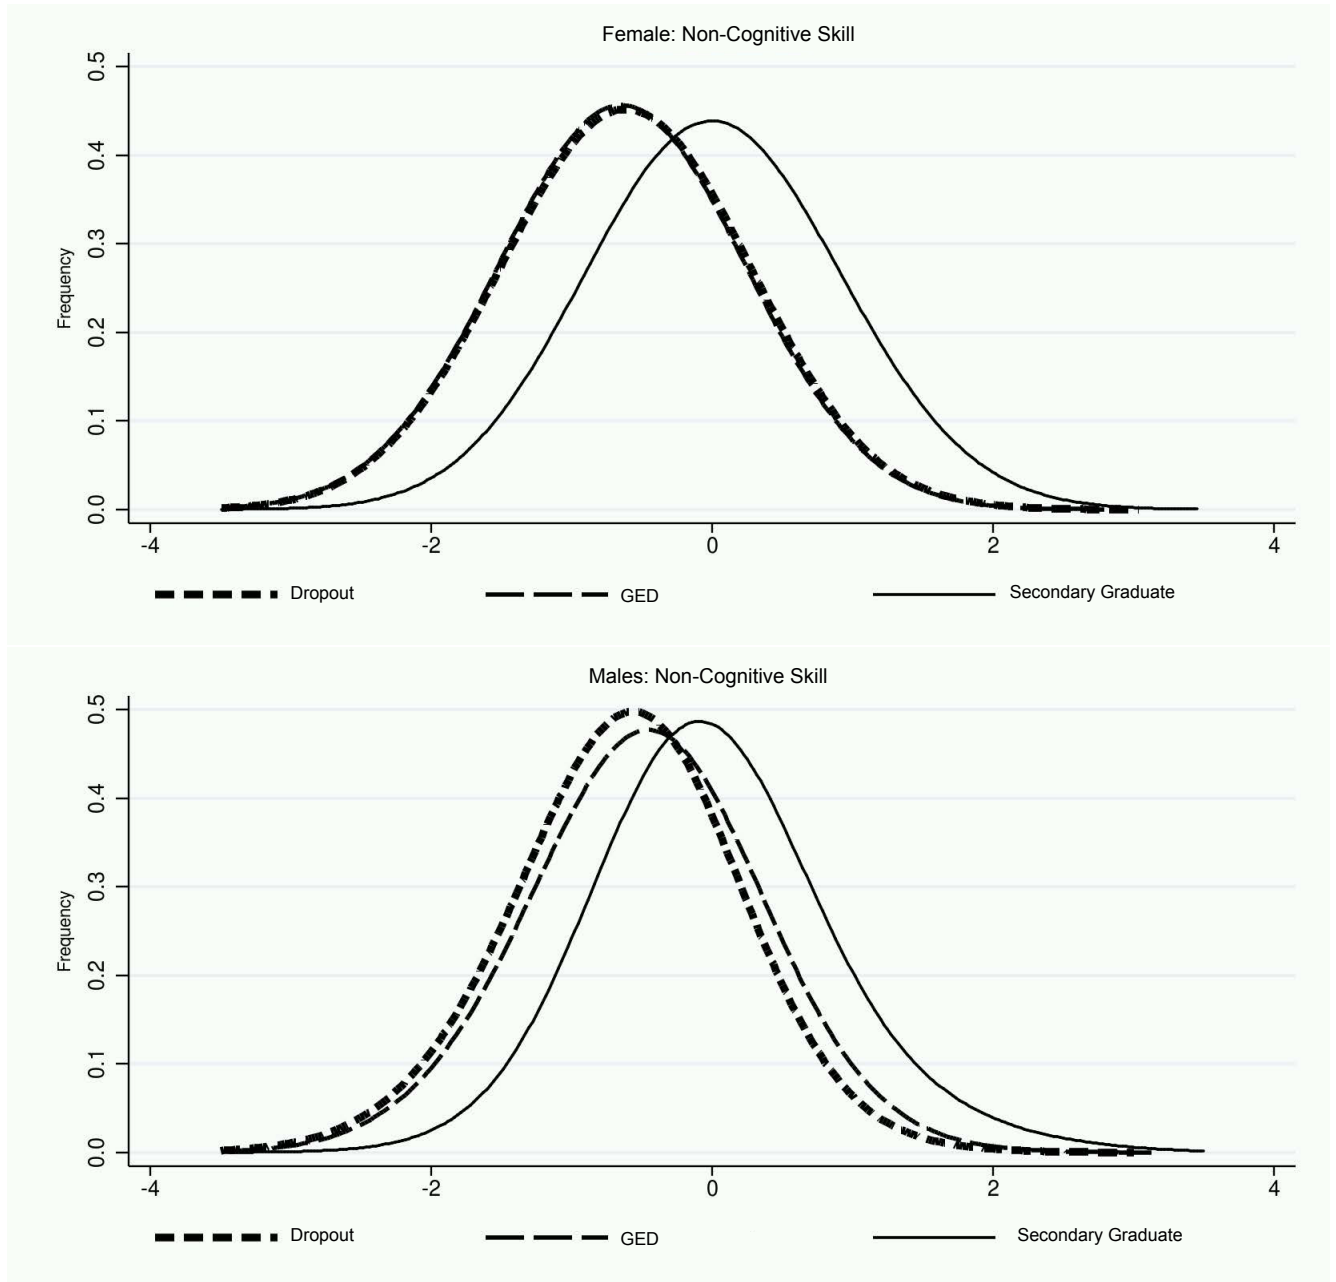 Female: Non-Cognitive Skill
0.5
0.4
0.3
0.2
0.1
0.0
Frequency
-4 -2 0 2 4
Dropout GED Secondary Graduate
Males: Non-Cognitive Skill
0.5
0.4
0.3
0.2
0.1
0.0
Frequency
-4 -2 0 2 4
Dropout GED Secondary Graduate